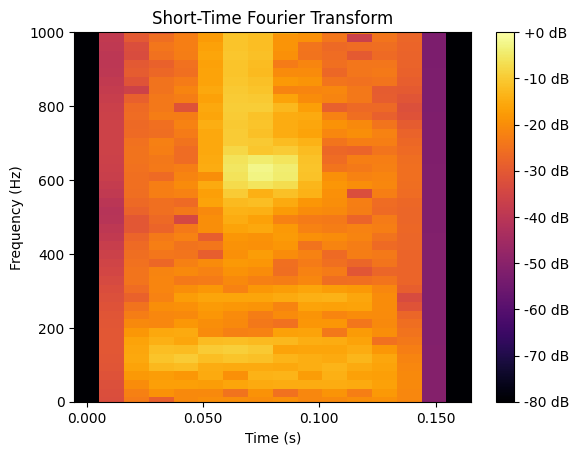 Short-Time Fourier Transform
1000
800
600
400
200
0
Frequency (Hz)
0.000
0.050
0.100
0.150
Time (s)
+0 dB
-10 dB
-20 dB
-30 dB
-40 dB
-50 dB
-60 dB
-70 dB
-80 dB